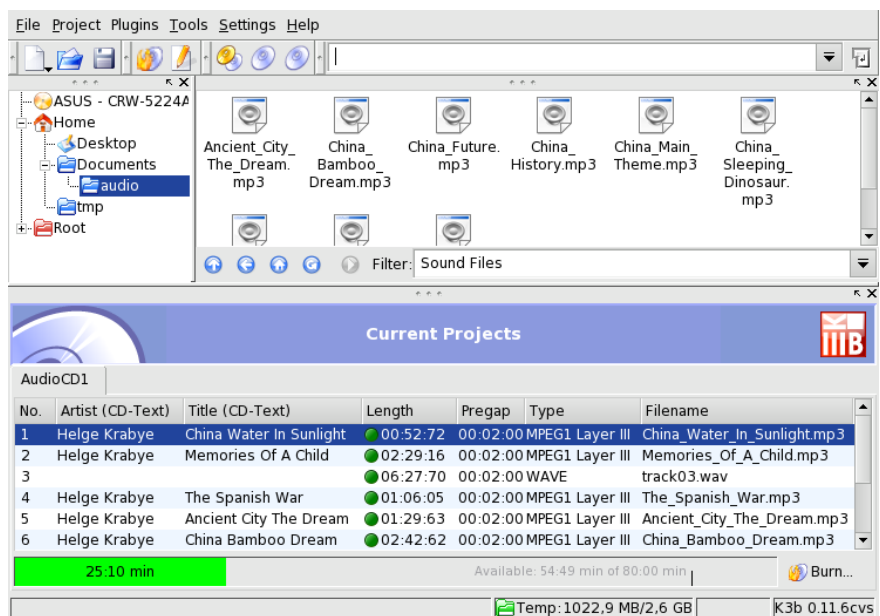 File Project Plugins Tools Settings Help
ASUS - CRW-5224A
Home
Desktop
Documents
audio
tmp
Root
Ancient_City_
The_Dream.
mp3
China_
Bamboo_
Dream.mp3
China_Future.
mp3
China_
History.mp3
China_Main_
Theme.mp3
China_
Sleeping_
Dinosaur.
mp3
Filter: Sound Files
Current Projects
K3B
AudioCD1
No. Artist (CD-Text) Title (CD-Text) Length Pregap Type Filename
1 Helge Krabye China Water In Sunlight 00:52:72 00:02:00 MPEG1 Layer III China_Water_In_Sunlight.mp3
2 Helge Krabye Memories Of A Child 02:29:16 00:02:00 MPEG1 Layer III Memories_Of_A_Child.mp3
3 06:27:70 00:02:00 WAVE track03.wav
4 Helge Krabye The Spanish War 01:06:05 00:02:00 MPEG1 Layer III The_Spanish_War.mp3
5 Helge Krabye Ancient City The Dream 01:29:63 00:02:00 MPEG1 Layer III Ancient_City_The_Dream.mp3
6 Helge Krabye China Bamboo Dream 02:42:62 00:02:00 MPEG1 Layer III China_Bamboo_Dream.mp3
25:10 min Available: 54:49 min of 80:00 min Burn...
Temp: 1022,9 MB/2,6 GB K3b 0.11.6cvs